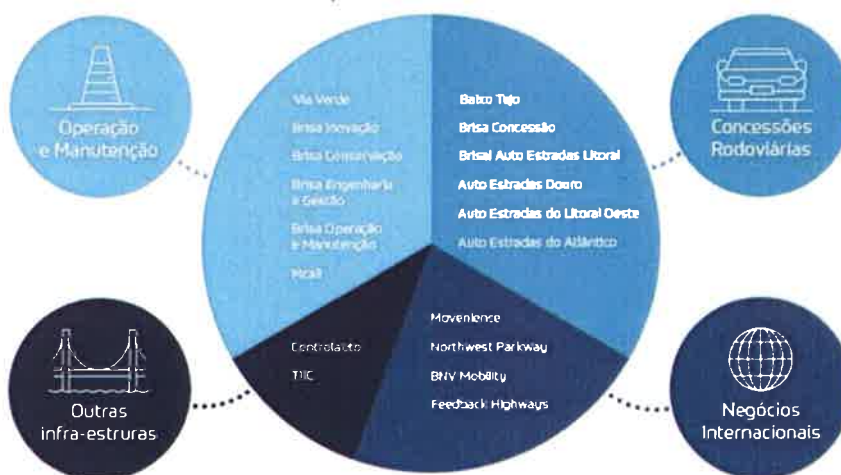 Operação
e Manutenção
Via Verde
Brisa Inovação
Brisa Conservação
Brisa Engenharia
e Gestão
Brisa Operação
e Manutenção
Mcall
Baixo Tejo
Brisa Concessão
Brisal Auto Estradas Litoral
Auto Estradas Douro
Auto Estradas do Litoral Oeste
Auto Estradas do Atlântico
Concessões
Rodoviárias
Outras
infra-estruras
Controlauto
TIIC
Movenience
Northwest Parkway
BNV Mobility
Feedback Highways
Negócios
Internacionais